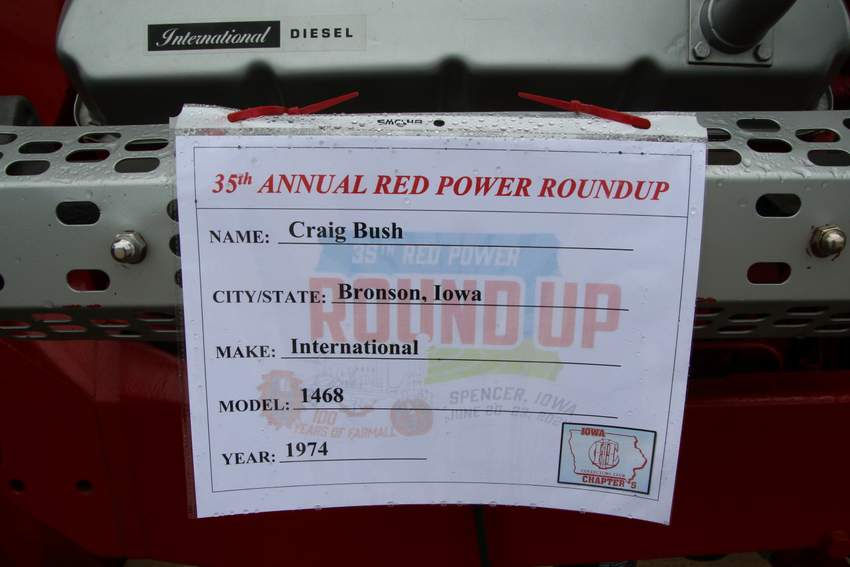 International DIESEL
35th ANNUAL RED POWER ROUNDUP
NAME: Craig Bush
35TH RED POWER
CITY/STATE: Bronson, Iowa
ROUND UP
MAKE: International
SPENCER, IOWA
MODEL: 1468
100
YEARS OF FARMALL
YEAR: 1974
IOWA
CHAPTER 5